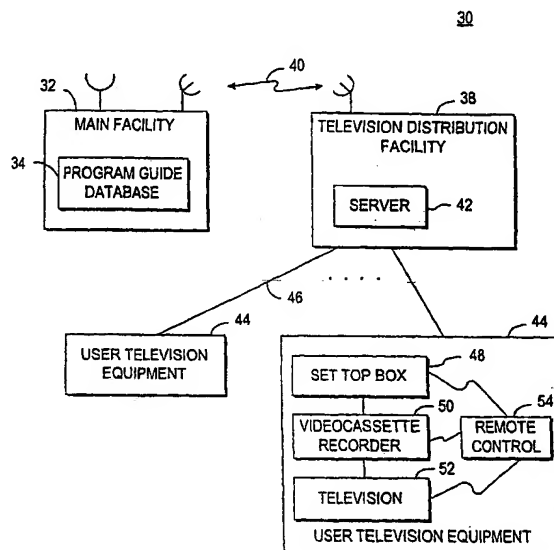 30
40
32
38
MAIN FACILITY
TELEVISION DISTRIBUTION
FACILITY
34
PROGRAM GUIDE
DATABASE
SERVER
42
46
44
44
USER TELEVISION
EQUIPMENT
SET TOP BOX
48
50
54
VIDEOCASSETTE
RECORDER
REMOTE
CONTROL
52
TELEVISION
USER TELEVISION EQUIPMENT